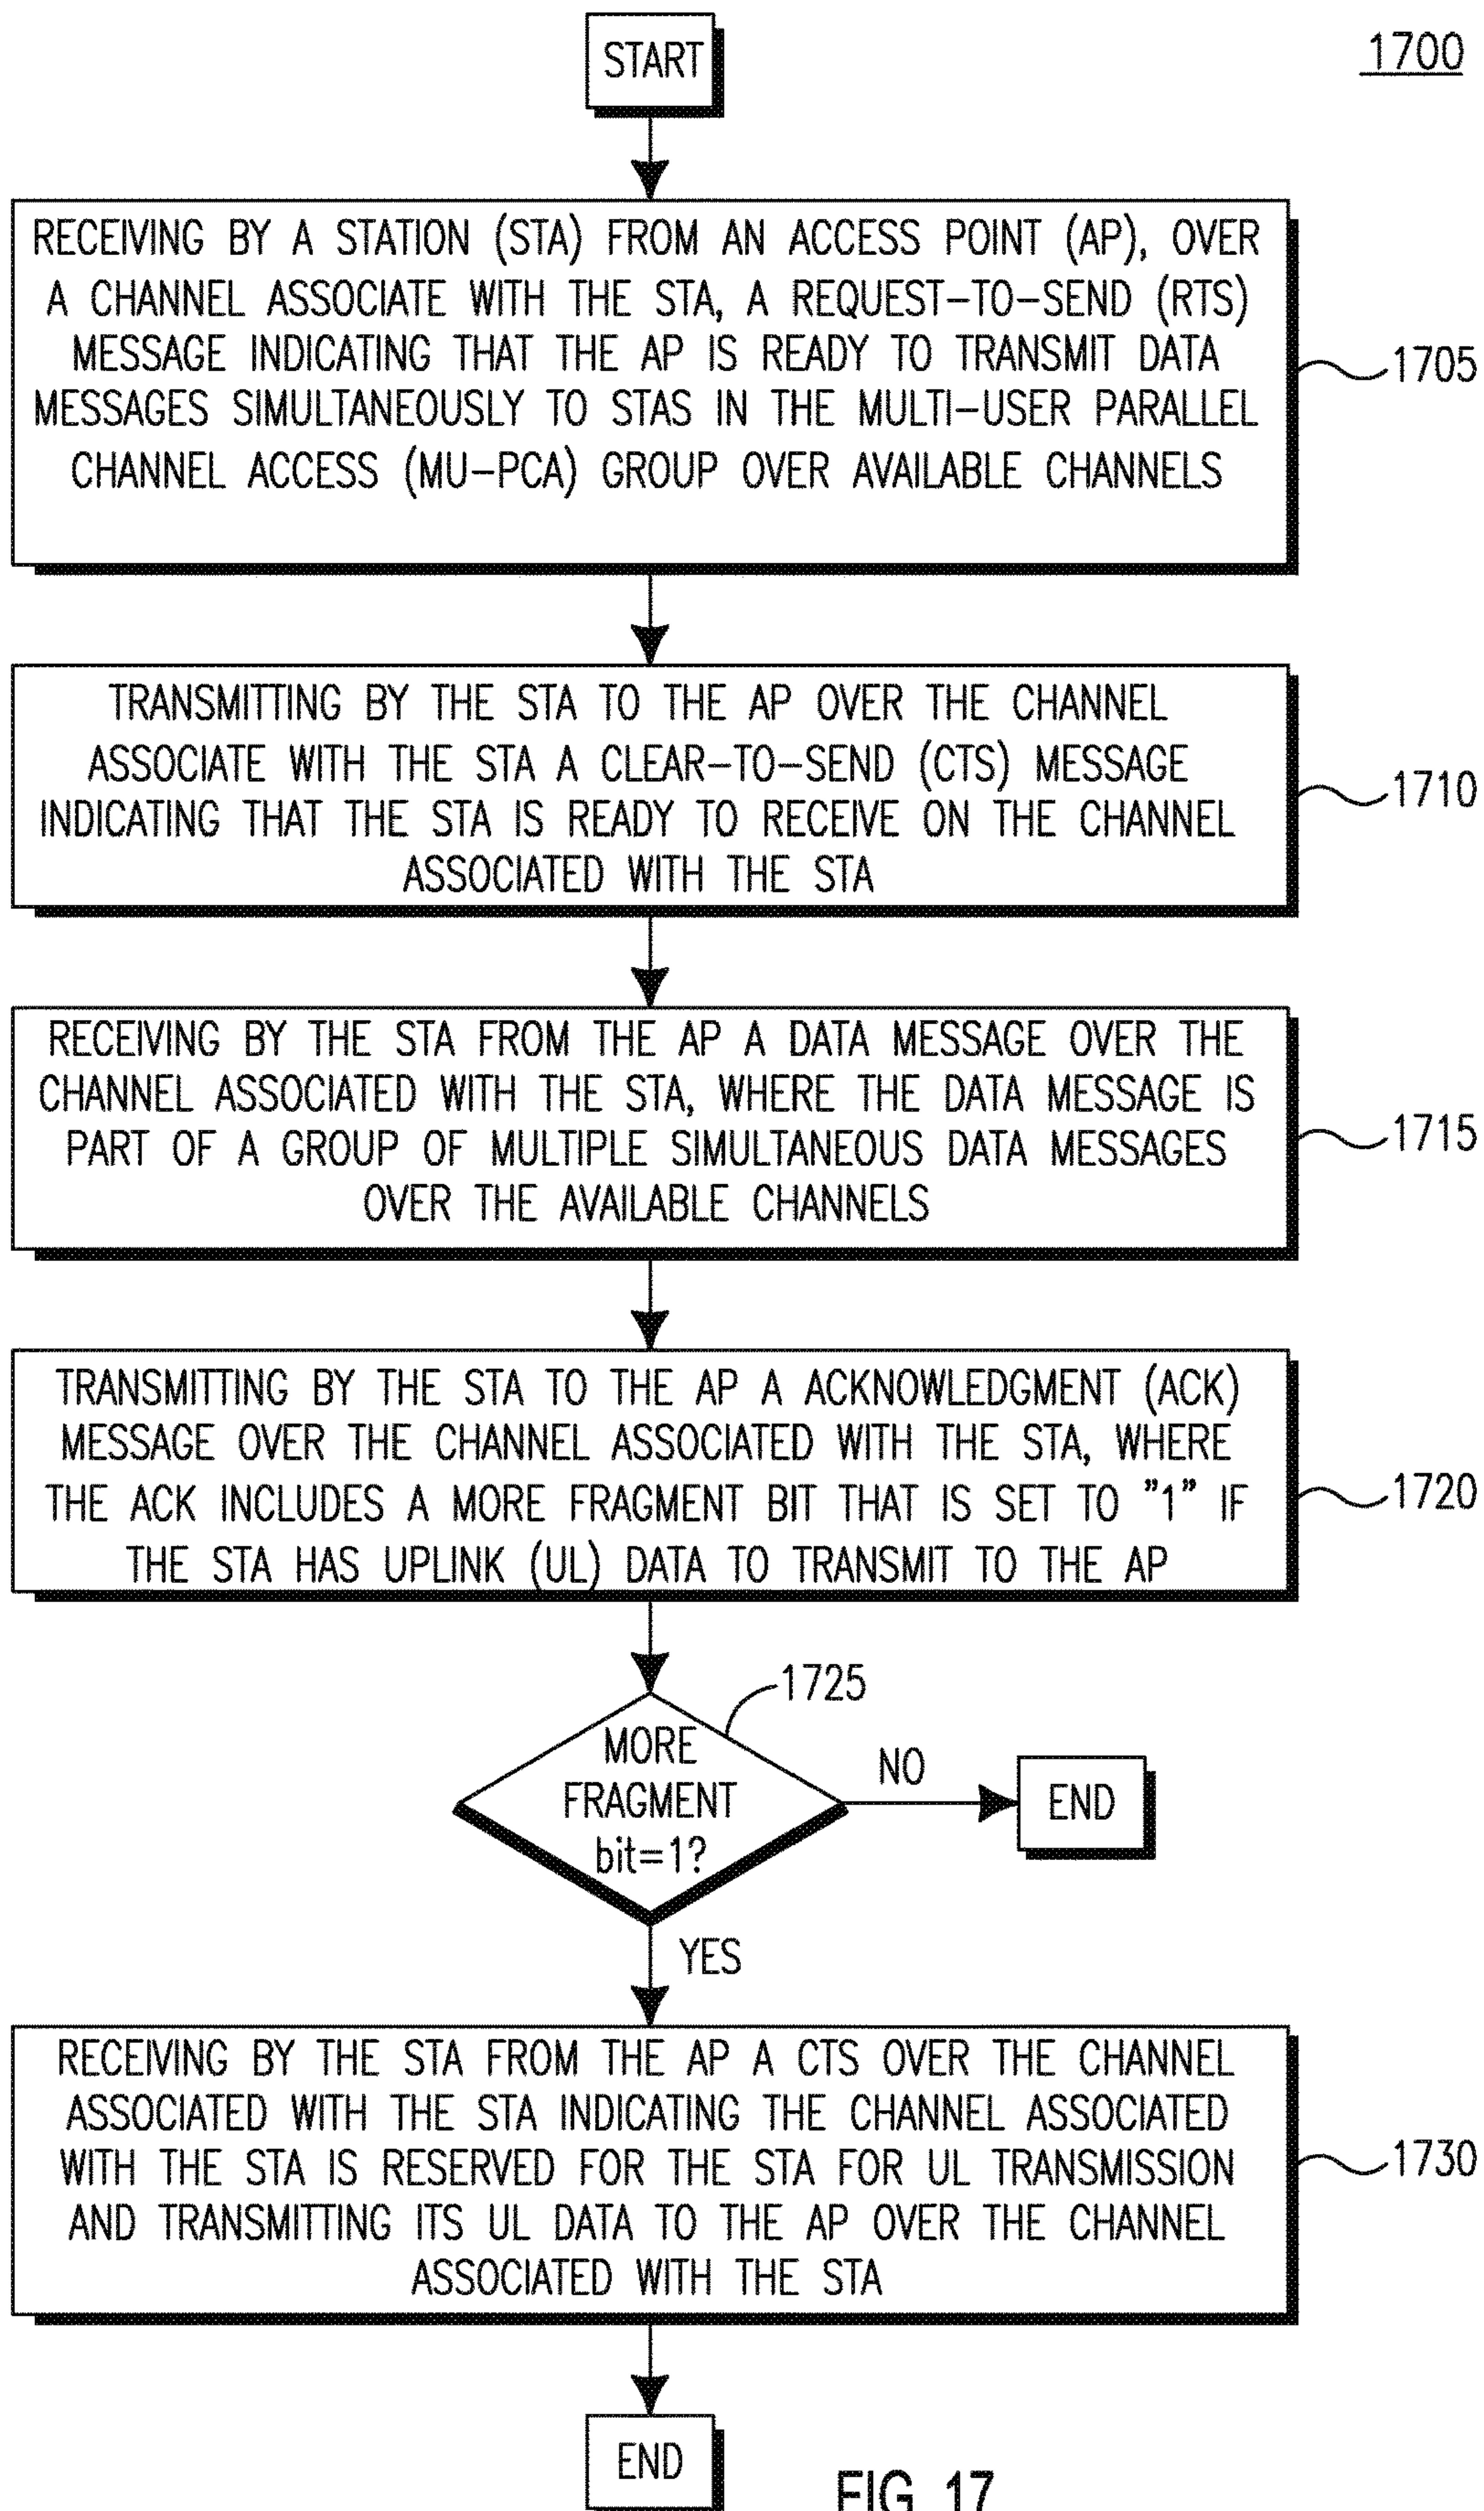 START
1700
RECEIVING BY A STATION (STA) FROM AN ACCESS POINT (AP), OVER
A CHANNEL ASSOCIATE WITH THE STA, A REQUEST-TO-SEND (RTS)
MESSAGE INDICATING THAT THE AP IS READY TO TRANSMIT DATA
MESSAGES SIMULTANEOUSLY TO STAS IN THE MULTI-USER PARALLEL
CHANNEL ACCESS (MU-PCA) GROUP OVER AVAILABLE CHANNELS
1705
TRANSMITTING BY THE STA TO THE AP OVER THE CHANNEL
ASSOCIATE WITH THE STA A CLEAR-TO-SEND (CTS) MESSAGE
INDICATING THAT THE STA IS READY TO RECEIVE ON THE CHANNEL
ASSOCIATED WITH THE STA
1710
RECEIVING BY THE STA FROM THE AP A DATA MESSAGE OVER THE
CHANNEL ASSOCIATED WITH THE STA, WHERE THE DATA MESSAGE IS
PART OF A GROUP OF MULTIPLE SIMULTANEOUS DATA MESSAGES
OVER THE AVAILABLE CHANNELS
1715
TRANSMITTING BY THE STA TO THE AP A ACKNOWLEDGMENT (ACK)
MESSAGE OVER THE CHANNEL ASSOCIATED WITH THE STA, WHERE
THE ACK INCLUDES A MORE FRAGMENT BIT THAT IS SET TO ”1” IF
THE STA HAS UPLINK (UL) DATA TO TRANSMIT TO THE AP
1720
1725
MORE
FRAGMENT
bit=1?
NO
END
YES
RECEIVING BY THE STA FROM THE AP A CTS OVER THE CHANNEL
ASSOCIATED WITH THE STA INDICATING THE CHANNEL ASSOCIATED
WITH THE STA IS RESERVED FOR THE STA FOR UL TRANSMISSION
AND TRANSMITTING ITS UL DATA TO THE AP OVER THE CHANNEL
ASSOCIATED WITH THE STA
1730
END
FIG. 17